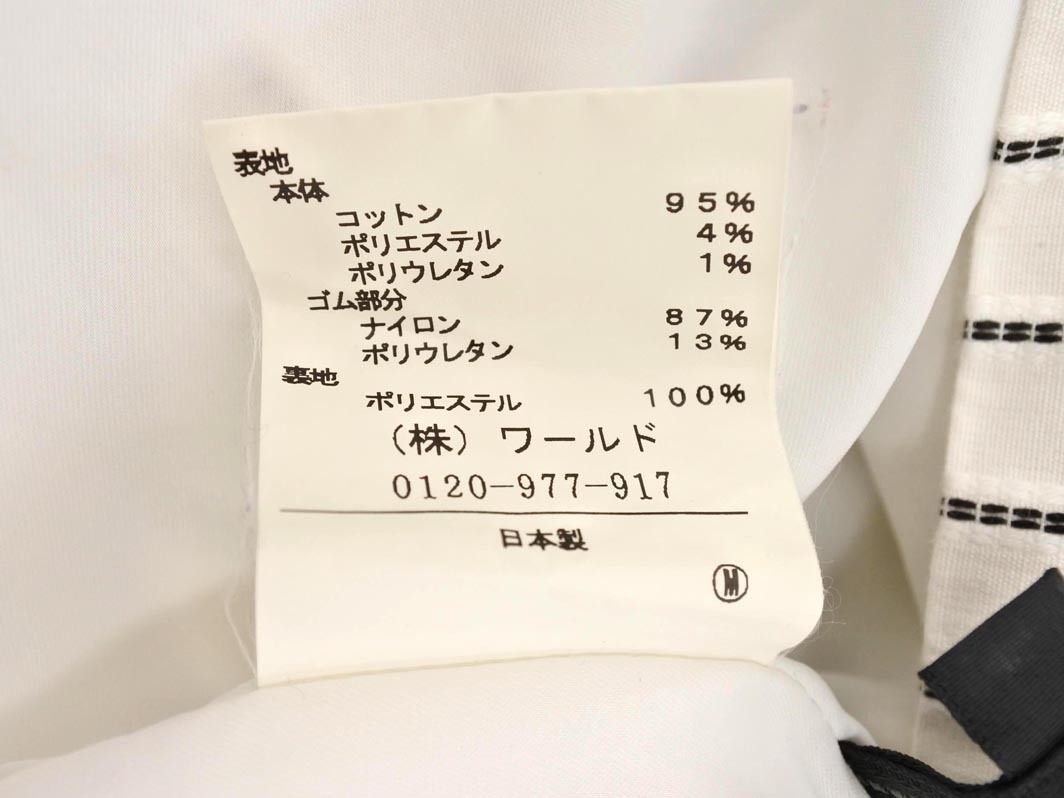 表地
本体
コットン 95%
ポリエステル 4%
ポリウレタン 1%
ゴム部分
ナイロン 87%
ポリウレタン 13%
裏地
ポリエステル 100%
(株) ワールド
0120-977-917
日本製
Ⓜ